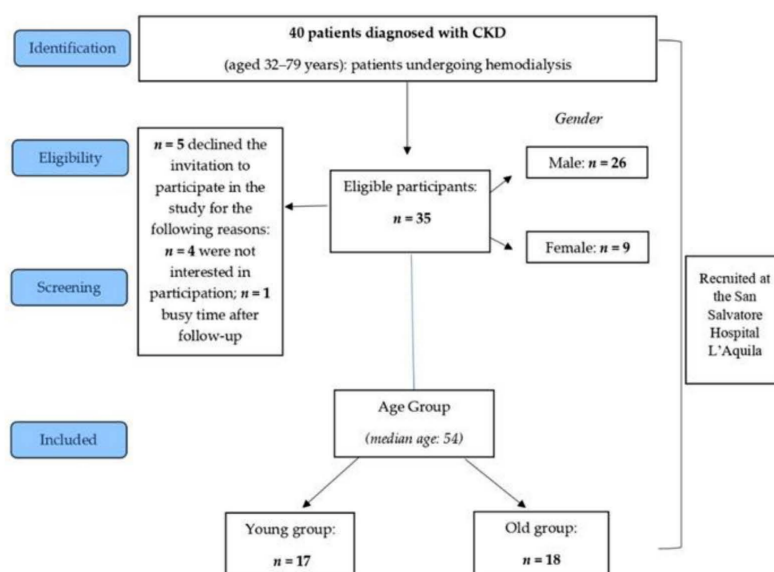 Identification
40 patients diagnosed with CKD
(aged 32–79 years): patients undergoing hemodialysis
Gender
Eligibility
n = 5 declined the
invitation to
participate in the
study for the
following reasons:
n = 4 were not
interested in
participation; n = 1
busy time after
follow-up
Eligible participants:
n = 35
Male: n = 26
Female: n = 9
Screening
Recruited at
the San
Salvatore
Hospital
L'Aquila
Included
Age Group
(median age: 54)
Young group:
n = 17
Old group:
n = 18